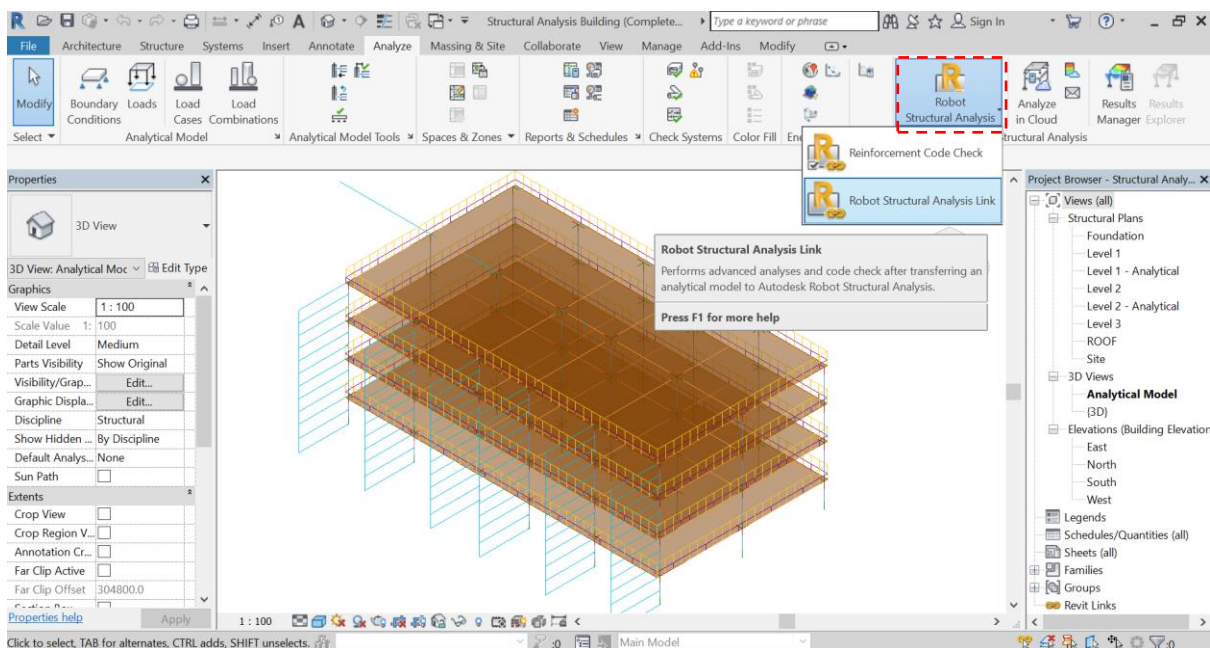 Structural Analysis Building (Complete...
Type a keyword or phrase
Sign In
File Architecture Structure Systems Insert Annotate Analyze Massing & Site Collaborate View Manage Add-Ins Modify
Modify
Boundary Conditions
Loads
Load Cases
Load Combinations
Robot Structural Analysis
Analyze in Cloud
Results Manager
Results Explorer
Select
Analytical Model
Analytical Model Tools
Spaces & Zones
Reports & Schedules
Check Systems
Color Fill
Structural Analysis
Reinforcement Code Check
Robot Structural Analysis Link
Robot Structural Analysis Link
Performs advanced analyses and code check after transferring an
analytical model to Autodesk Robot Structural Analysis.
Press F1 for more help
Properties
3D View
3D View: Analytical Moc
Edit Type
Graphics
View Scale 1 : 100
Scale Value 1: 100
Detail Level Medium
Parts Visibility Show Original
Visibility/Grap... Edit...
Graphic Displa... Edit...
Discipline Structural
Show Hidden ... By Discipline
Default Analys... None
Sun Path
Extents
Crop View
Crop Region V...
Annotation Cr...
Far Clip Active
Far Clip Offset 304800.0
Properties help
Apply
1 : 100
Click to select, TAB for alternates, CTRL adds, SHIFT unselects.
:0
Main Model
:0
Project Browser - Structural Analy...
Views (all)
Structural Plans
Foundation
Level 1
Level 1 - Analytical
Level 2
Level 2 - Analytical
Level 3
ROOF
Site
3D Views
Analytical Model
{3D}
Elevations (Building Elevation
East
North
South
West
Legends
Schedules/Quantities (all)
Sheets (all)
Families
Groups
Revit Links